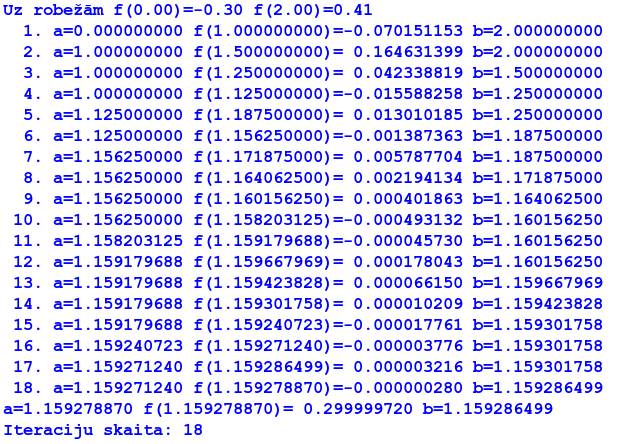 Uz robežām f(0.00)=-0.30 f(2.00)=0.41
1. a=0.000000000 f(1.000000000)=-0.070151153 b=2.000000000
2. a=1.000000000 f(1.500000000)= 0.164631399 b=2.000000000
3. a=1.000000000 f(1.250000000)= 0.042338819 b=1.500000000
4. a=1.000000000 f(1.125000000)=-0.015588258 b=1.250000000
5. a=1.125000000 f(1.187500000)= 0.013010185 b=1.250000000
6. a=1.125000000 f(1.156250000)=-0.001387363 b=1.187500000
7. a=1.156250000 f(1.171875000)= 0.005787704 b=1.187500000
8. a=1.156250000 f(1.164062500)= 0.002194134 b=1.171875000
9. a=1.156250000 f(1.160156250)= 0.000401863 b=1.164062500
10. a=1.156250000 f(1.158203125)=-0.000493132 b=1.160156250
11. a=1.158203125 f(1.159179688)=-0.000045730 b=1.160156250
12. a=1.159179688 f(1.159667969)= 0.000178043 b=1.160156250
13. a=1.159179688 f(1.159423828)= 0.000066150 b=1.159667969
14. a=1.159179688 f(1.159301758)= 0.000010209 b=1.159423828
15. a=1.159179688 f(1.159240723)=-0.000017761 b=1.159301758
16. a=1.159240723 f(1.159271240)=-0.000003776 b=1.159301758
17. a=1.159271240 f(1.159286499)= 0.000003216 b=1.159301758
18. a=1.159271240 f(1.159278870)=-0.000000280 b=1.159286499
a=1.159278870 f(1.159278870)= 0.299999720 b=1.159286499
Iteraciju skaita: 18